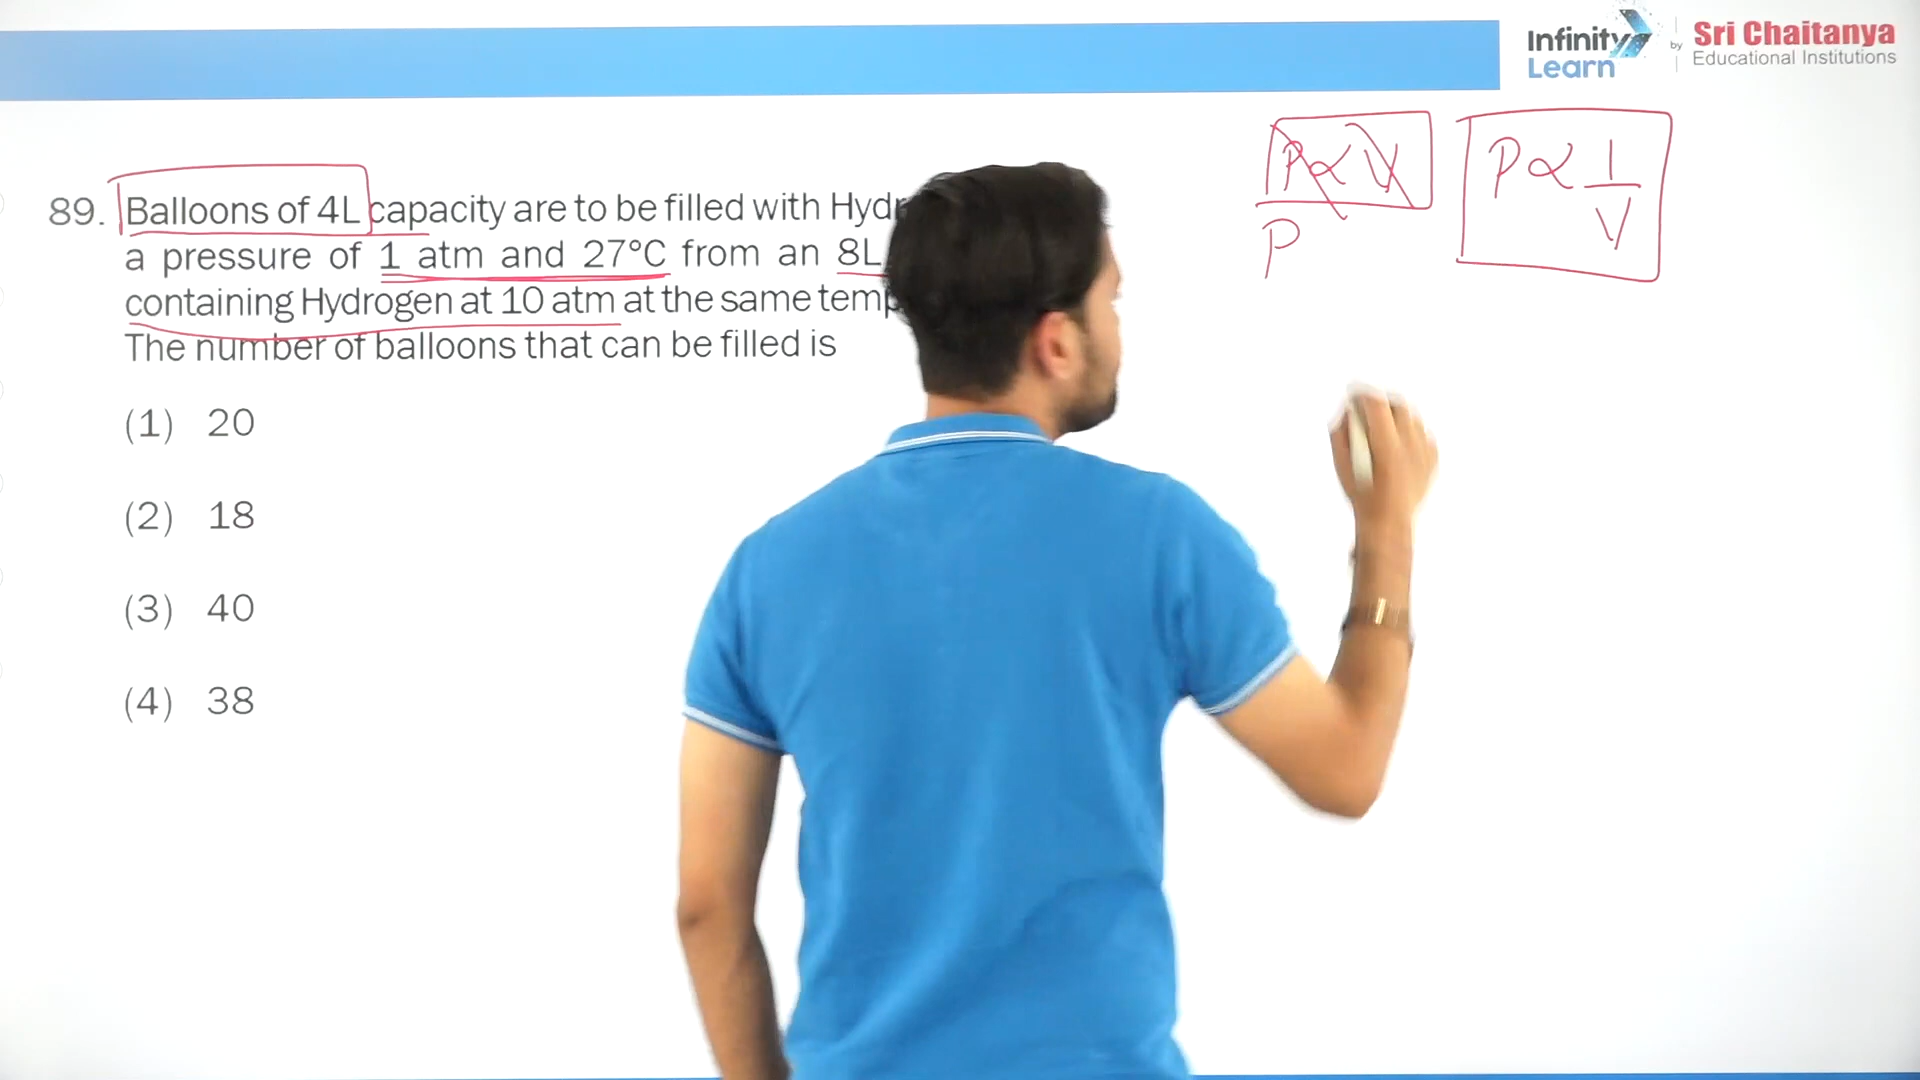 Infinity Learn by Sri Chaitanya Educational Institutions
P ∝ V
P ∝ 1/V
P
89. Balloons of 4L capacity are to be filled with
a pressure of 1 atm and 27°C from an 8L
containing Hydrogen at 10 atm at the same
The number of balloons that can be filled is
(1) 20
(2) 18
(3) 40
(4) 38